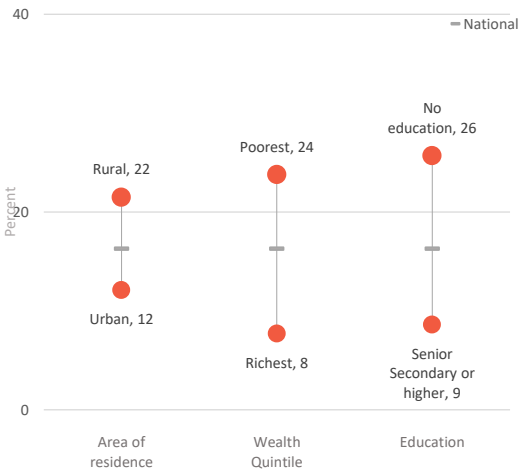 40
National
No
education, 26
Poorest, 24
Rural, 22
20
Percent
Urban, 12
Richest, 8
Senior
Secondary or
higher, 9
0
Area of
residence
Wealth
Quintile
Education